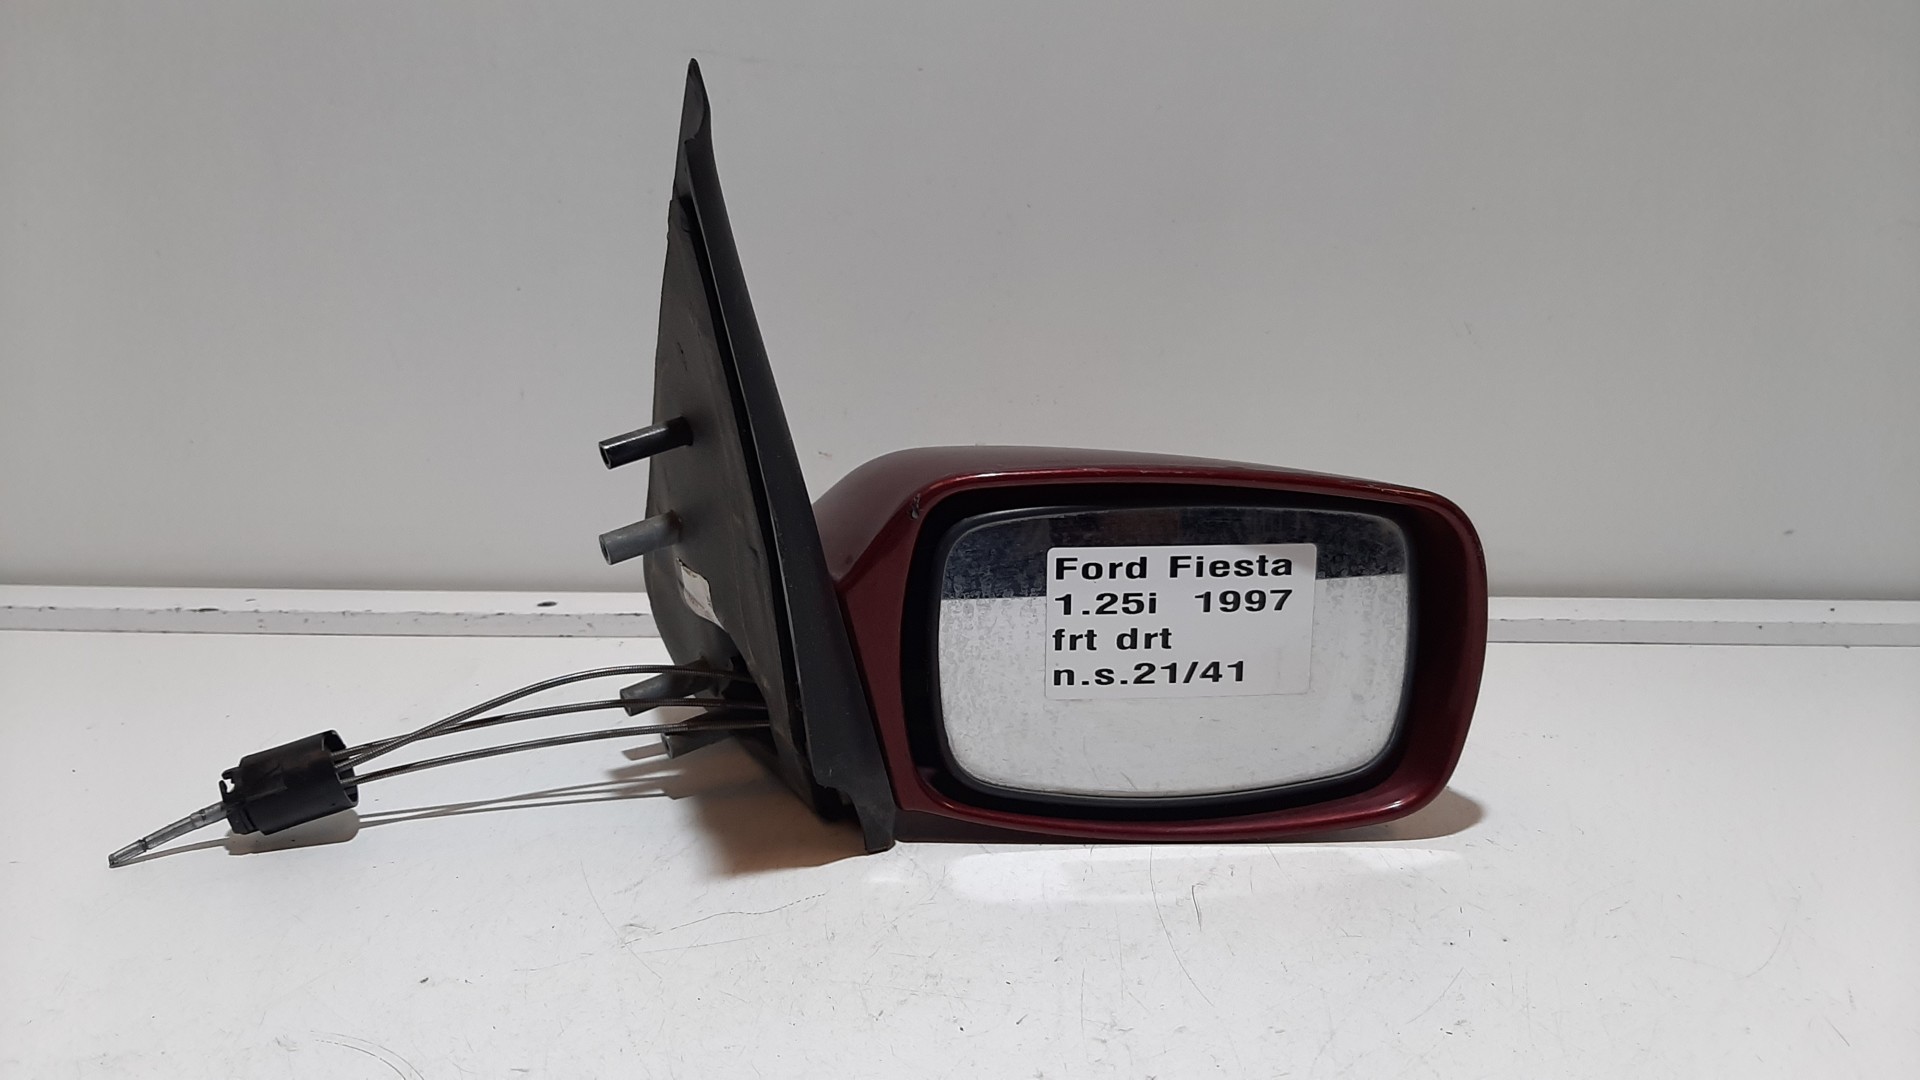 Ford Fiesta
1.25i 1997
frt drt
n.s.21/41